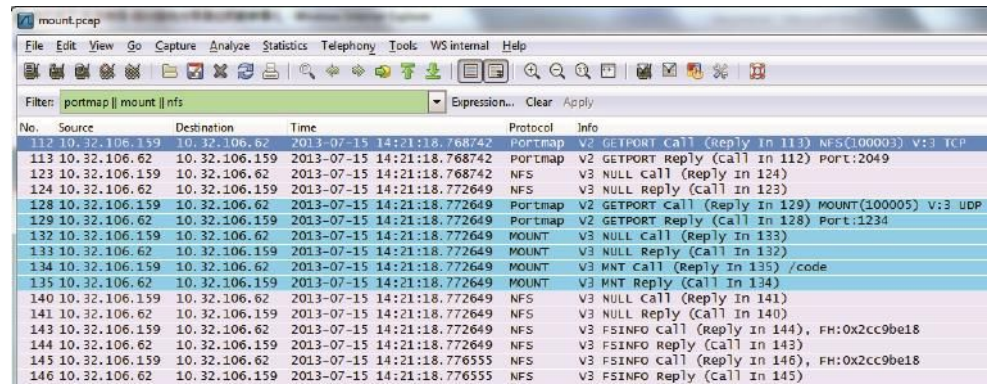 mount.pcap
File Edit View Go Capture Analyze Statistics Telephony Tools WS internal Help
Filter: portmap || mount || nfs Expression... Clear Apply
No. Source Destination Time Protocol Info
112 10.32.106.159 10.32.106.62 2013-07-15 14:21:18.768742 Portmap V2 GETPORT Call (Reply In 113) NFS(100003) V:3 TCP
113 10.32.106.62 10.32.106.159 2013-07-15 14:21:18.768742 Portmap V2 GETPORT Reply (Call In 112) Port:2049
123 10.32.106.159 10.32.106.62 2013-07-15 14:21:18.768742 NFS V3 NULL Call (Reply In 124)
124 10.32.106.62 10.32.106.159 2013-07-15 14:21:18.772649 NFS V3 NULL Reply (Call In 123)
128 10.32.106.159 10.32.106.62 2013-07-15 14:21:18.772649 Portmap V2 GETPORT Call (Reply In 129) MOUNT(100005) V:3 UDP
129 10.32.106.62 10.32.106.159 2013-07-15 14:21:18.772649 Portmap V2 GETPORT Reply (Call In 128) Port:1234
132 10.32.106.159 10.32.106.62 2013-07-15 14:21:18.772649 MOUNT V3 NULL Call (Reply In 133)
133 10.32.106.62 10.32.106.159 2013-07-15 14:21:18.772649 MOUNT V3 NULL Reply (Call In 132)
134 10.32.106.159 10.32.106.62 2013-07-15 14:21:18.772649 MOUNT V3 MNT Call (Reply In 135) /code
135 10.32.106.62 10.32.106.159 2013-07-15 14:21:18.772649 MOUNT V3 MNT Reply (Call In 134)
140 10.32.106.159 10.32.106.62 2013-07-15 14:21:18.772649 NFS V3 NULL Call (Reply In 141)
141 10.32.106.62 10.32.106.159 2013-07-15 14:21:18.772649 NFS V3 NULL Reply (Call In 140)
143 10.32.106.159 10.32.106.62 2013-07-15 14:21:18.772649 NFS V3 FSINFO Call (Reply In 144), FH:0x2cc9be18
144 10.32.106.62 10.32.106.159 2013-07-15 14:21:18.772649 NFS V3 FSINFO Reply (Call In 143)
145 10.32.106.159 10.32.106.62 2013-07-15 14:21:18.776555 NFS V3 FSINFO Call (Reply In 146), FH:0x2cc9be18
146 10.32.106.62 10.32.106.159 2013-07-15 14:21:18.776555 NFS V3 FSINFO Reply (Call In 145)